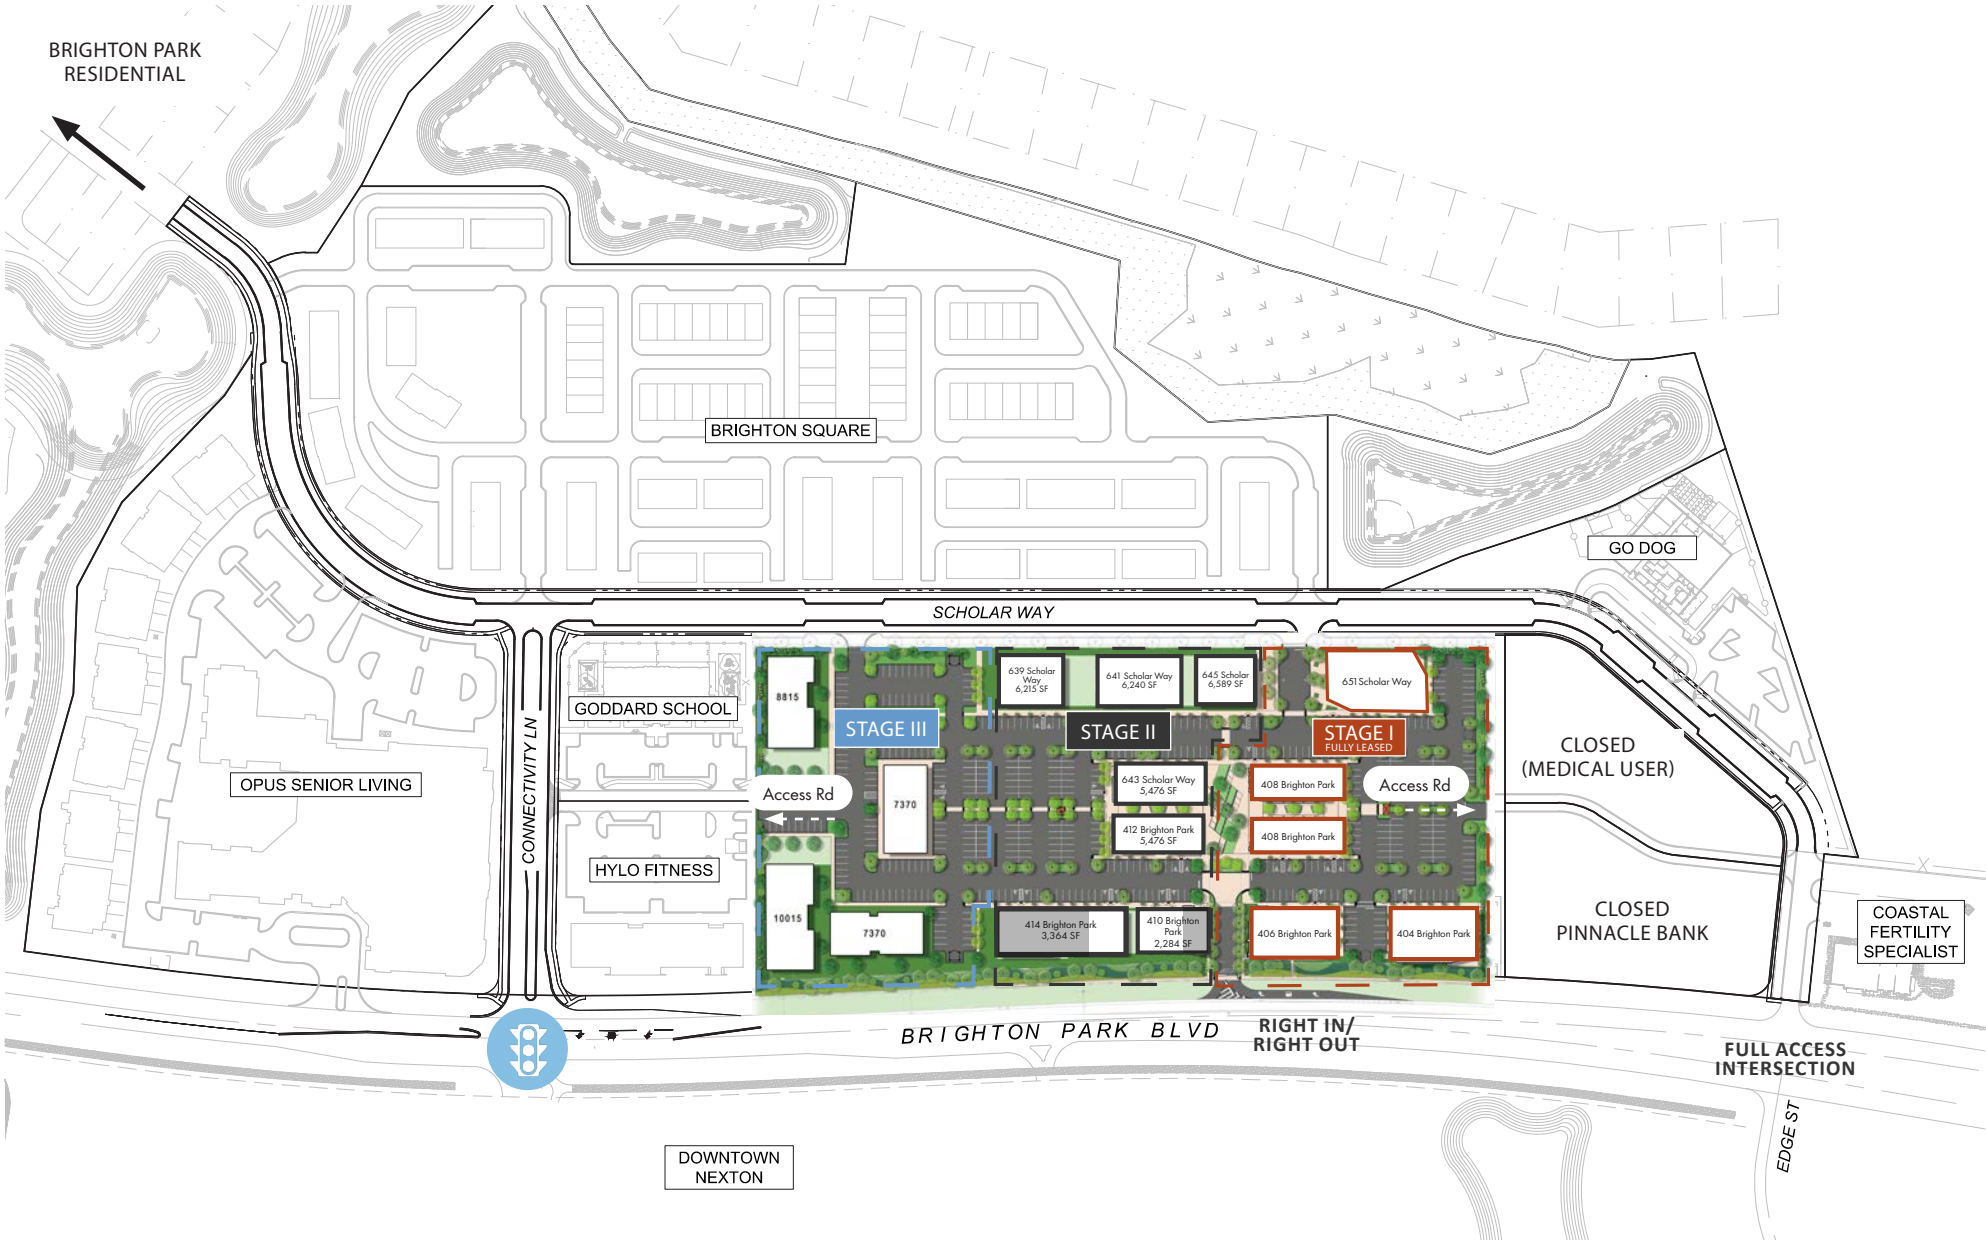 BRIGHTON PARK
RESIDENTIAL
BRIGHTON SQUARE
GO DOG
SCHOLAR WAY
OPUS SENIOR LIVING
CONNECTIVITY LN
GODDARD SCHOOL
HYLO FITNESS
8815
STAGE III
Access Rd
7370
10015
7370
639 Scholar
Way
6,215 SF
641 Scholar Way
6,240 SF
645 Scholar
6,589 SF
STAGE II
643 Scholar Way
5,476 SF
412 Brighton Park
5,476 SF
414 Brighton Park
3,364 SF
410 Brighton
Park
2,284 SF
651 Scholar Way
STAGE I
FULLY LEASED
408 Brighton Park
Access Rd
408 Brighton Park
406 Brighton Park
404 Brighton Park
CLOSED
(MEDICAL USER)
CLOSED
PINNACLE BANK
COASTAL
FERTILITY
SPECIALIST
BRIGHTON PARK BLVD
RIGHT IN/
RIGHT OUT
FULL ACCESS
INTERSECTION
EDGE ST
DOWNTOWN
NEXTON